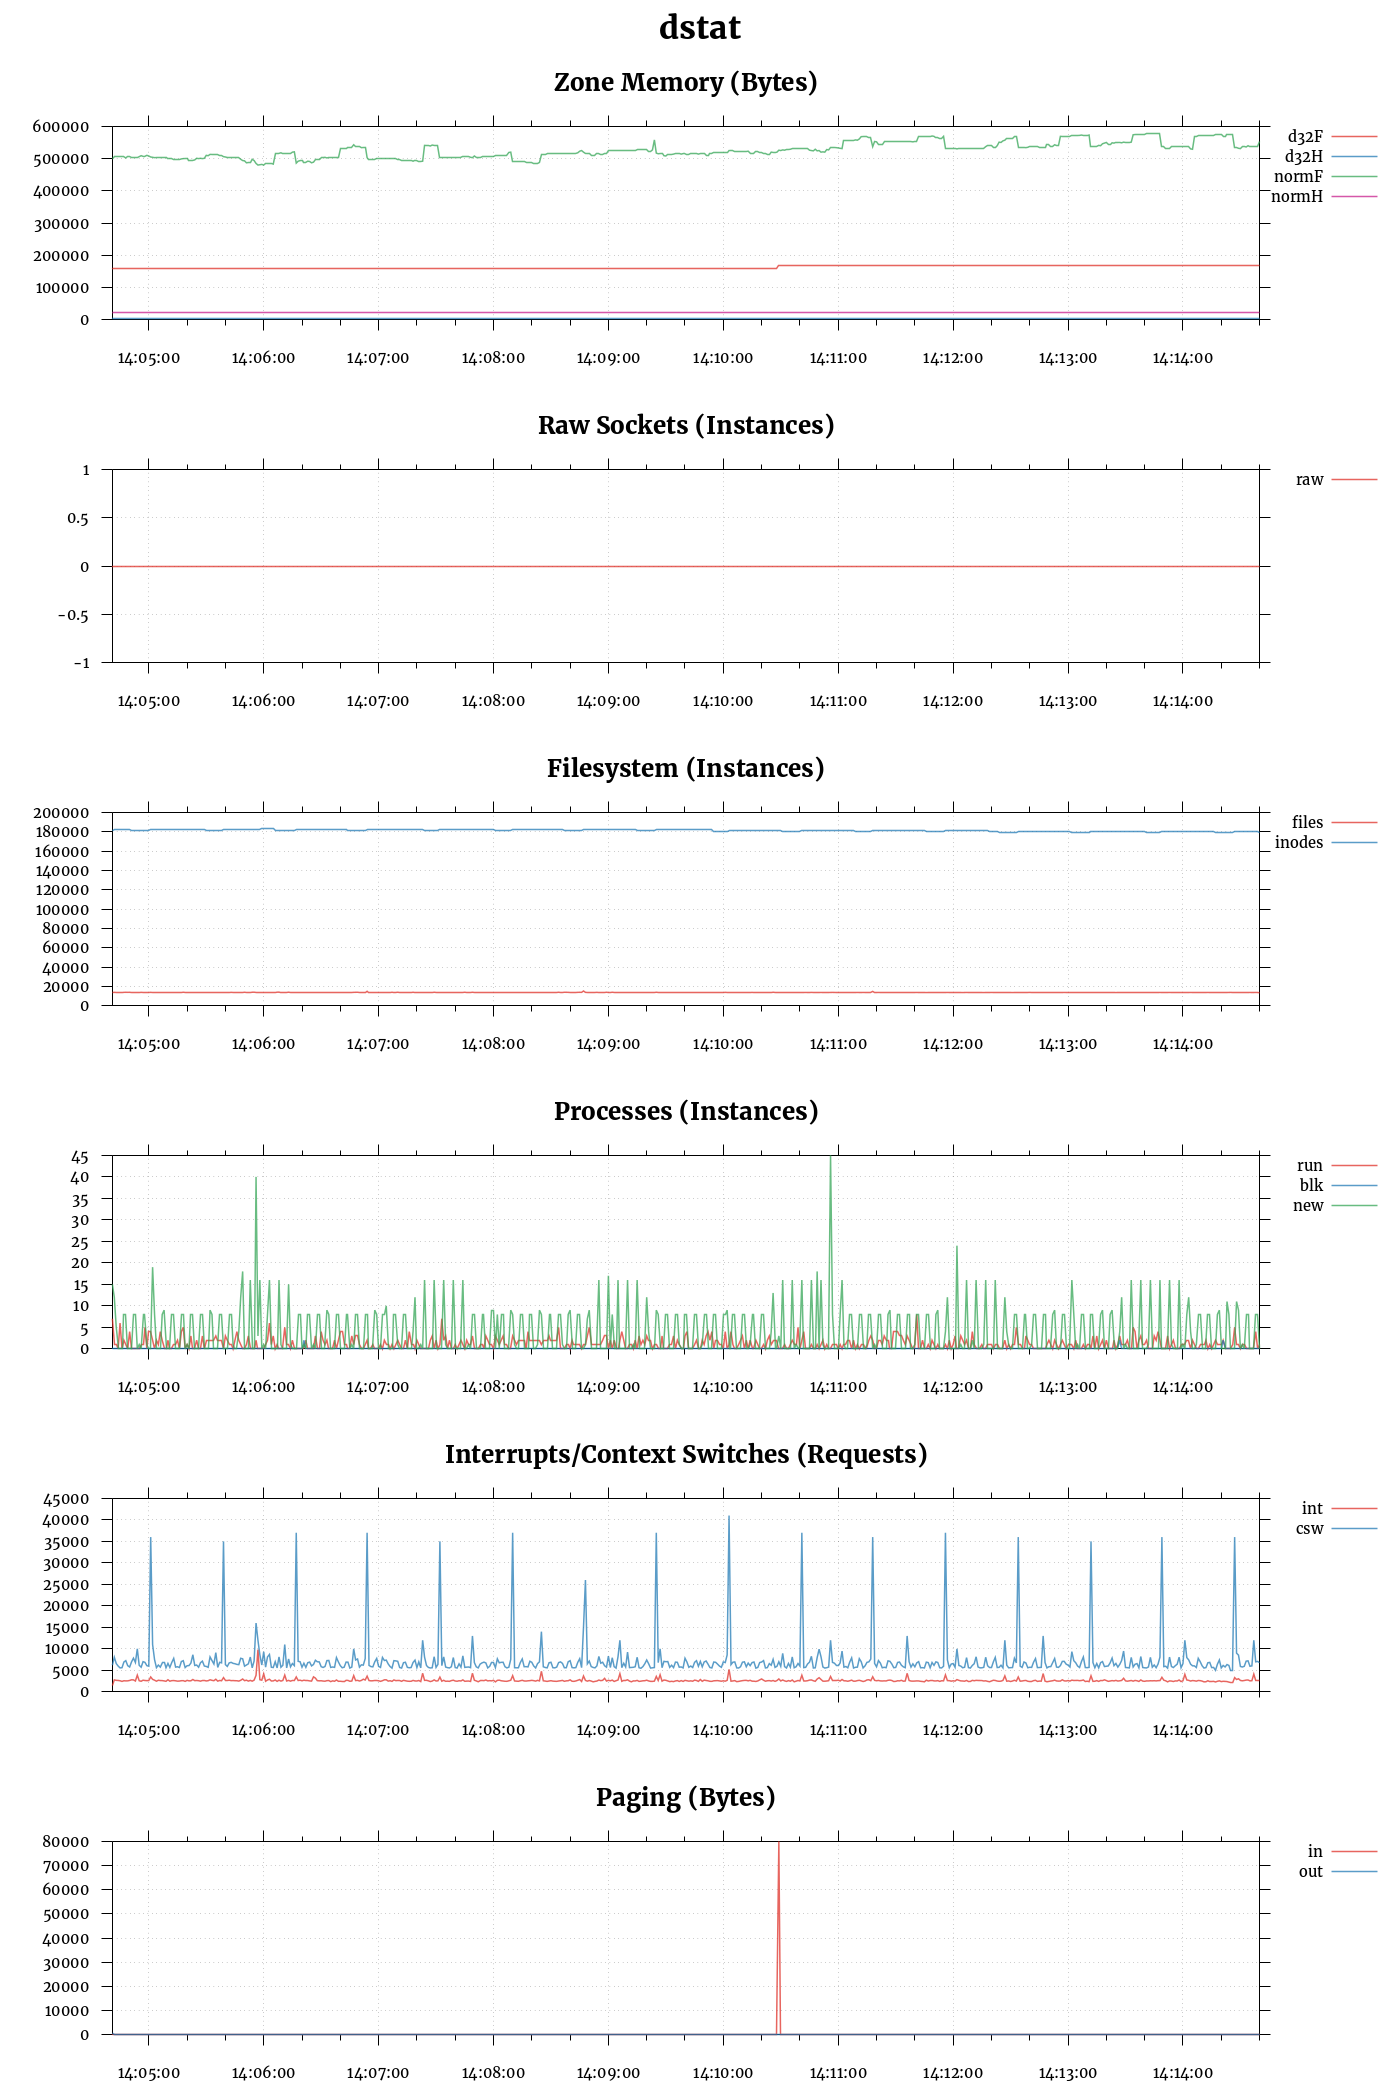 dstat
Zone Memory (Bytes)
600000
500000
400000
300000
200000
100000
0
d32F
d32H
normF
normH
14:05:00 14:06:00 14:07:00 14:08:00 14:09:00 14:10:00 14:11:00 14:12:00 14:13:00 14:14:00
Raw Sockets (Instances)
1
0.5
0
-0.5
-1
raw
14:05:00 14:06:00 14:07:00 14:08:00 14:09:00 14:10:00 14:11:00 14:12:00 14:13:00 14:14:00
Filesystem (Instances)
200000
180000
160000
140000
120000
100000
80000
60000
40000
20000
0
files
inodes
14:05:00 14:06:00 14:07:00 14:08:00 14:09:00 14:10:00 14:11:00 14:12:00 14:13:00 14:14:00
Processes (Instances)
45
40
35
30
25
20
15
10
5
0
run
blk
new
14:05:00 14:06:00 14:07:00 14:08:00 14:09:00 14:10:00 14:11:00 14:12:00 14:13:00 14:14:00
Interrupts/Context Switches (Requests)
45000
40000
35000
30000
25000
20000
15000
10000
5000
0
int
csw
14:05:00 14:06:00 14:07:00 14:08:00 14:09:00 14:10:00 14:11:00 14:12:00 14:13:00 14:14:00
Paging (Bytes)
80000
70000
60000
50000
40000
30000
20000
10000
0
in
out
14:05:00 14:06:00 14:07:00 14:08:00 14:09:00 14:10:00 14:11:00 14:12:00 14:13:00 14:14:00